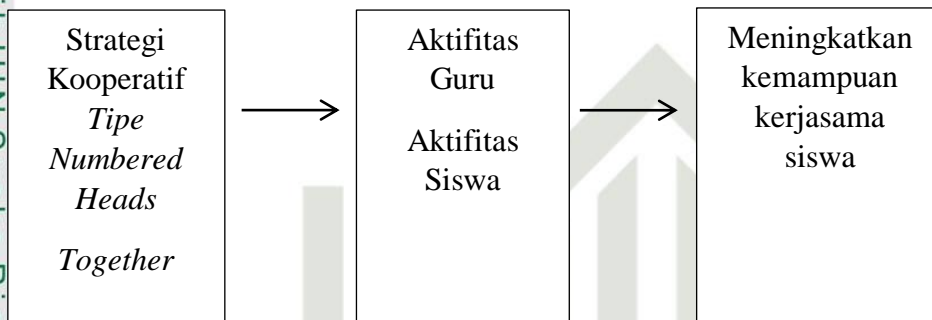 Strategi
Kooperatif
Tipe
Numbered
Heads
Together
Aktifitas
Guru
Aktifitas
Siswa
Meningkatkan
kemampuan
kerjasama
siswa